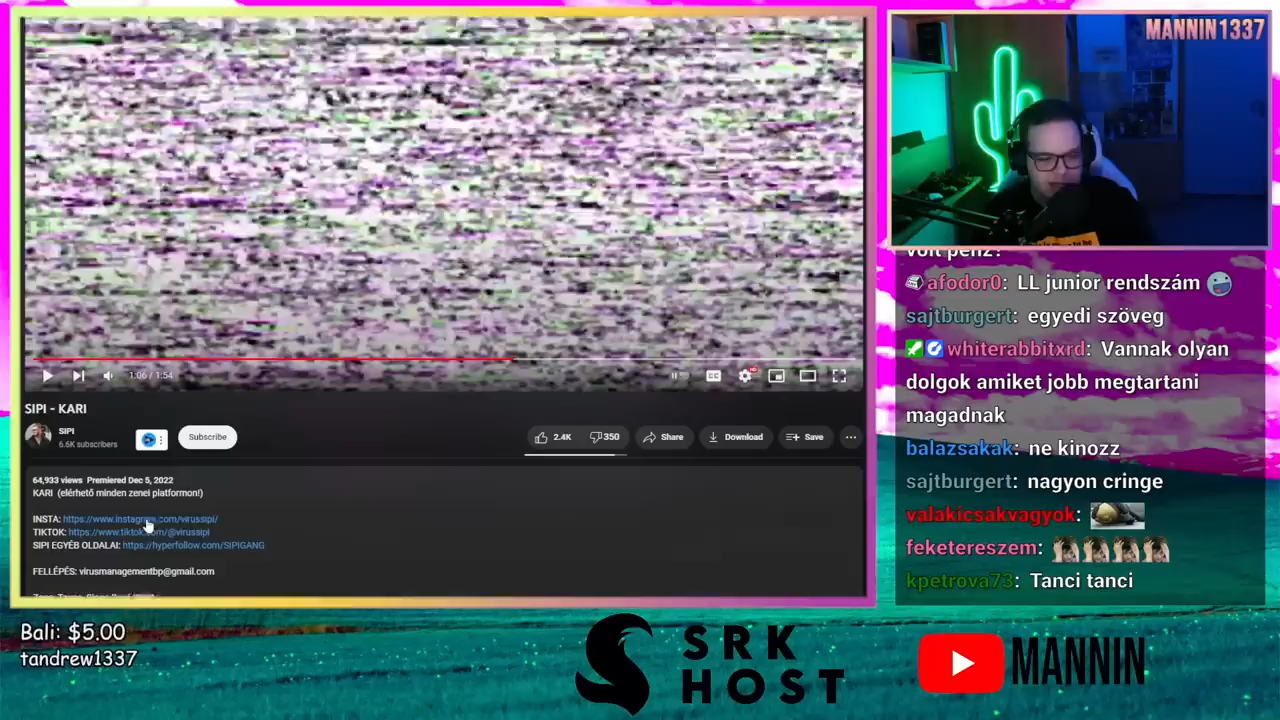 MANNIN1337
1:06 / 1:54
SIPI - KARI
SIPI
6.6K subscribers
Subscribe
2.4K
350
Share
Download
Save
64,933 views Premiered Dec 5, 2022
KARI (elérhető minden zenei platformon!)
INSTA: https://www.instagram.com/virussipi/
TIKTOK: https://www.tiktok.com/@virussipi
SIPI EGYÉB OLDALAI: https://hyperfollow.com/SIPIGANG
FELLÉPÉS: virusmanagementbp@gmail.com
volt pénz?
afodor0: LL junior rendszám
sajtburgert: egyedi szöveg
whiterabbitxrd: Vannak olyan
dolgok amiket jobb megtartani
magadnak
balazsakak: ne kinozz
sajtburgert: nagyon cringe
valakicsakvagyok:
feketereszem:
kpetrova73: Tanci tanci
Bali: $5.00
tandrew1337
SRK
HOST
MANNIN